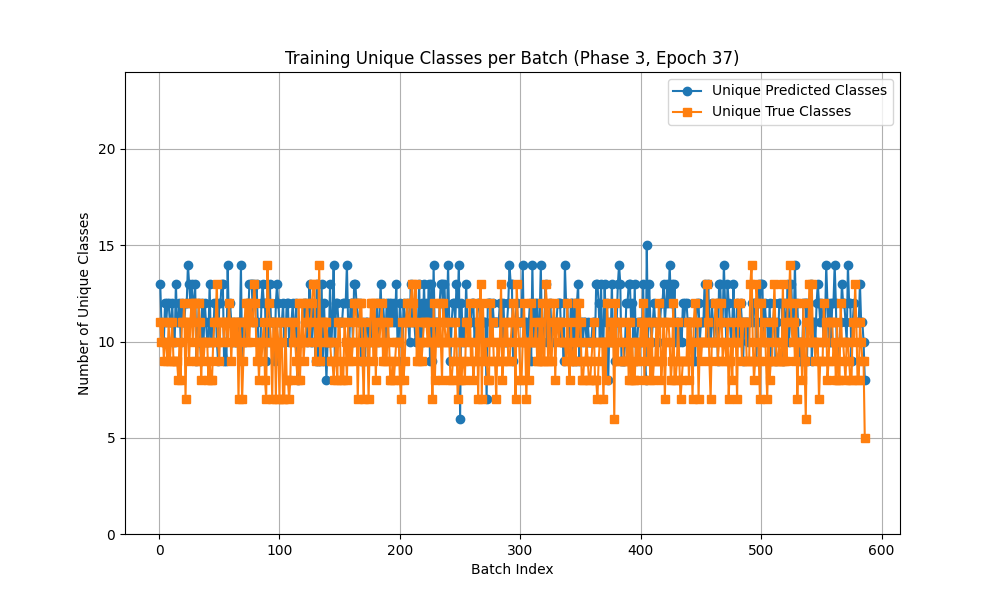 Training Unique Classes per Batch (Phase 3, Epoch 37)
Unique Predicted Classes
Unique True Classes
Number of Unique Classes
20
15
10
5
0
0 100 200 300 400 500 600
Batch Index